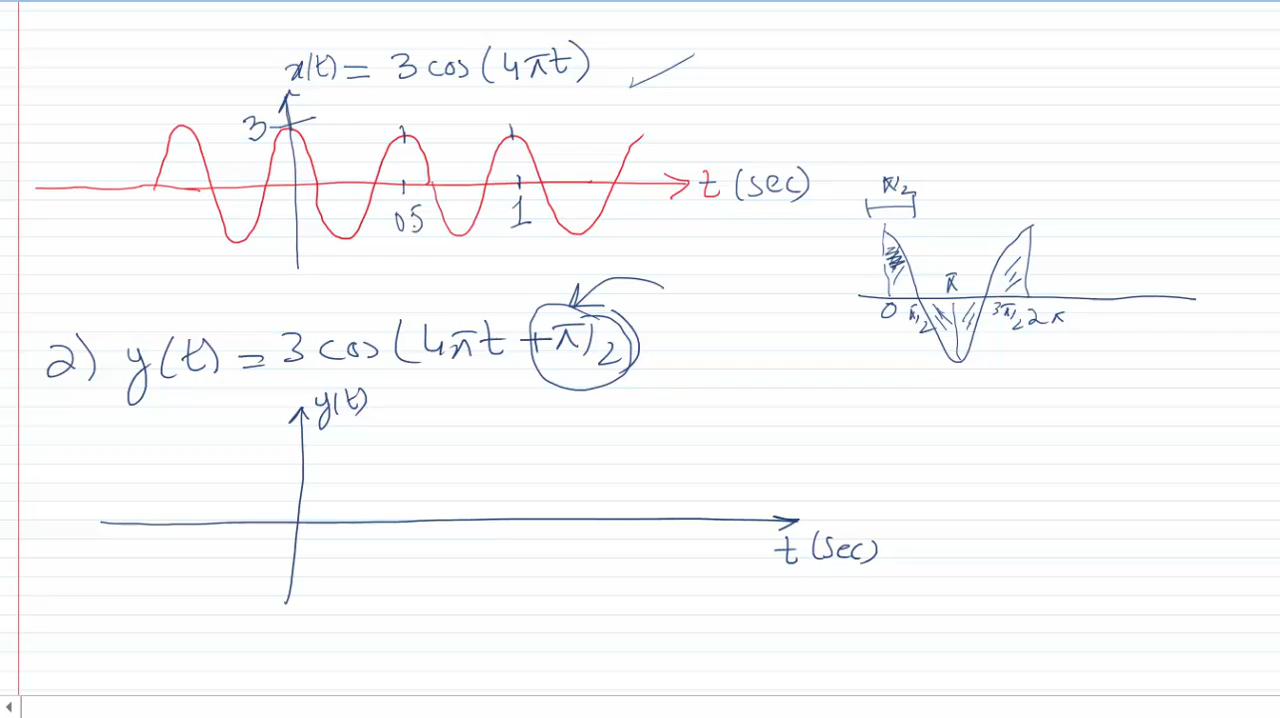 x(t) = 3 cos(4πt)
3
t (sec)
0.5
1
π/2
π
0
π/2
3π/2
2π
2) y(t) = 3 cos(4πt + π/2)
y(t)
t (sec)